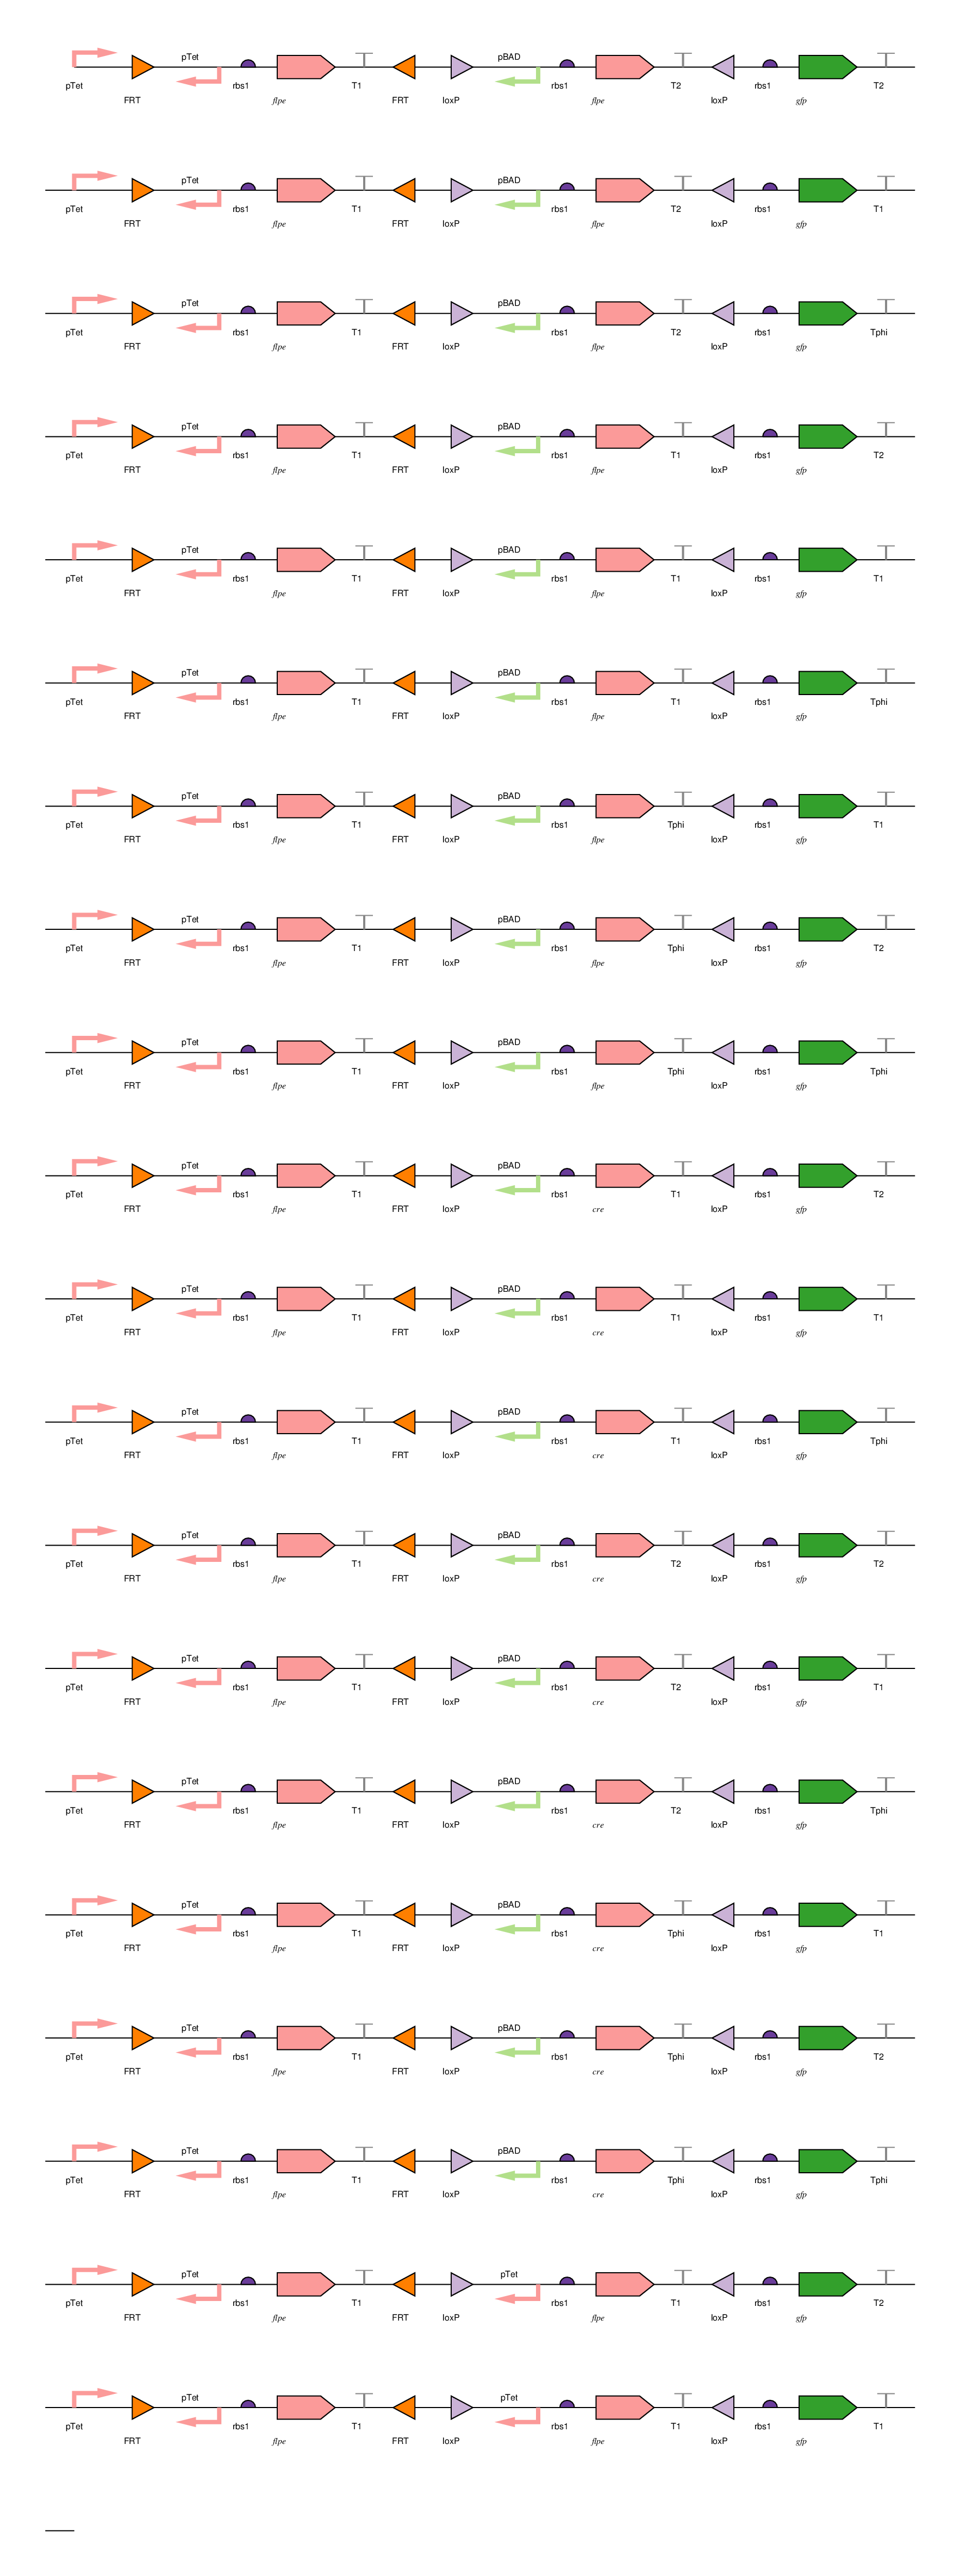 pTet pBAD
pTet rbs1 T1 rbs1 T2 rbs1 T2
FRT flpe FRT loxP flpe loxP gfp
pTet pBAD
pTet rbs1 T1 rbs1 T2 rbs1 T1
FRT flpe FRT loxP flpe loxP gfp
pTet pBAD
pTet rbs1 T1 rbs1 T2 rbs1 Tphi
FRT flpe FRT loxP flpe loxP gfp
pTet pBAD
pTet rbs1 T1 rbs1 T1 rbs1 T2
FRT flpe FRT loxP flpe loxP gfp
pTet pBAD
pTet rbs1 T1 rbs1 T1 rbs1 T1
FRT flpe FRT loxP flpe loxP gfp
pTet pBAD
pTet rbs1 T1 rbs1 T1 rbs1 Tphi
FRT flpe FRT loxP flpe loxP gfp
pTet pBAD
pTet rbs1 T1 rbs1 Tphi rbs1 T1
FRT flpe FRT loxP flpe loxP gfp
pTet pBAD
pTet rbs1 T1 rbs1 Tphi rbs1 T2
FRT flpe FRT loxP flpe loxP gfp
pTet pBAD
pTet rbs1 T1 rbs1 Tphi rbs1 Tphi
FRT flpe FRT loxP flpe loxP gfp
pTet pBAD
pTet rbs1 T1 rbs1 T1 rbs1 T2
FRT flpe FRT loxP cre loxP gfp
pTet pBAD
pTet rbs1 T1 rbs1 T1 rbs1 T1
FRT flpe FRT loxP cre loxP gfp
pTet pBAD
pTet rbs1 T1 rbs1 T1 rbs1 Tphi
FRT flpe FRT loxP cre loxP gfp
pTet pBAD
pTet rbs1 T1 rbs1 T2 rbs1 T2
FRT flpe FRT loxP cre loxP gfp
pTet pBAD
pTet rbs1 T1 rbs1 T2 rbs1 T1
FRT flpe FRT loxP cre loxP gfp
pTet pBAD
pTet rbs1 T1 rbs1 T2 rbs1 Tphi
FRT flpe FRT loxP cre loxP gfp
pTet pBAD
pTet rbs1 T1 rbs1 Tphi rbs1 T1
FRT flpe FRT loxP cre loxP gfp
pTet pBAD
pTet rbs1 T1 rbs1 Tphi rbs1 T2
FRT flpe FRT loxP cre loxP gfp
pTet pBAD
pTet rbs1 T1 rbs1 Tphi rbs1 Tphi
FRT flpe FRT loxP cre loxP gfp
pTet pTet
pTet rbs1 T1 rbs1 T1 rbs1 T2
FRT flpe FRT loxP flpe loxP gfp
pTet pTet
pTet rbs1 T1 rbs1 T1 rbs1 T1
FRT flpe FRT loxP flpe loxP gfp